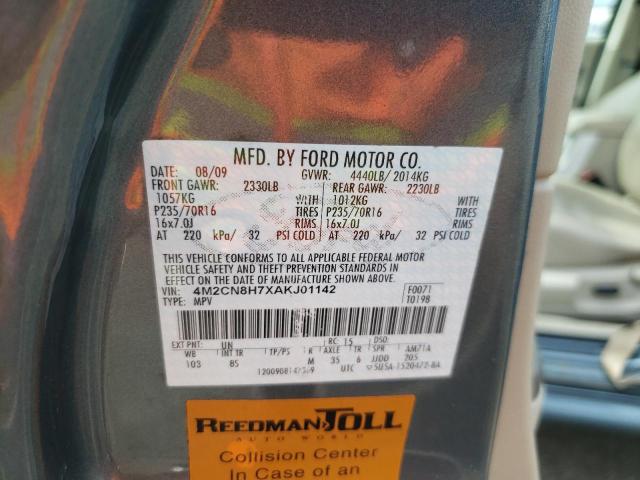 MFD. BY FORD MOTOR CO.
DATE: 08/09 GVWR: 4440LB/ 2014KG
FRONT GAWR: 2330LB REAR GAWR: 2230LB
1057KG WITH 1012KG WITH
P235/70R16 TIRES P235/70R16 TIRES
16x7.0J RIMS 16x7.0J RIMS
AT 220 kPa/ 32 PSI COLD AT 220 kPa/ 32 PSI COLD
THIS VEHICLE CONFORMS TO ALL APPLICABLE FEDERAL MOTOR
VEHICLE SAFETY AND THEFT PREVENTION STANDARDS IN
EFFECT ON THE DATE OF MANUFACTURE SHOWN ABOVE.
VIN: 4M2CN8H7XAKJ01142 F0071
TYPE: MPV T0198
EXT PNT: UN RC: 15 DSO:
WB INT TR TP/PS R AXLE TR SPR AM71A
103 8S M 35 6 JJDD 205
UTC
REEDMAN TOLL
AUTO WORLD
Collision Center
In Case of an